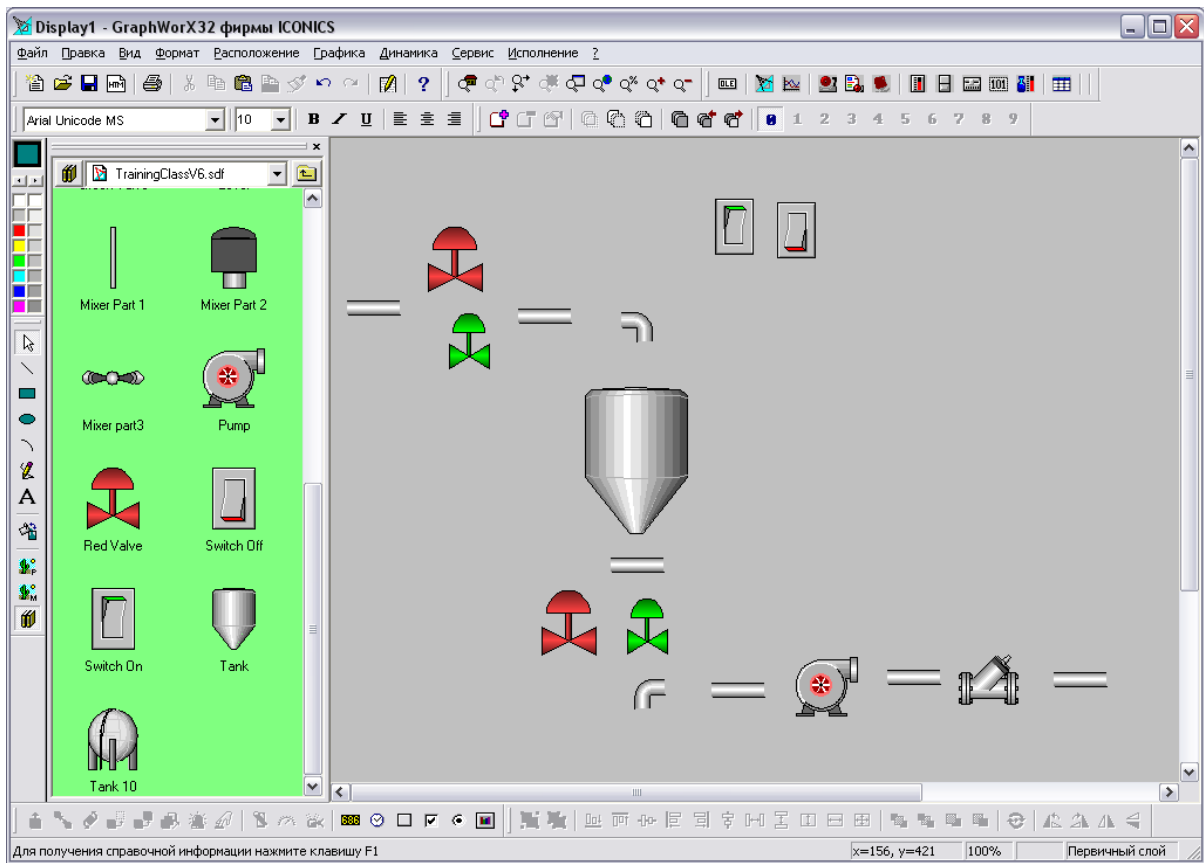 Display1 - GraphWorX32 фирмы ICONICS
Файл Правка Вид Формат Расположение Графика Динамика Сервис Исполнение ?
OLE 101
Arial Unicode MS 10 B I U 0 1 2 3 4 5 6 7 8 9
TrainingClassV6.sdf
Mixer Part 1 Mixer Part 2
Mixer part3 Pump
Red Valve Switch Off
Switch On Tank
Tank 10
A
P
M
Для получения справочной информации нажмите клавишу F1 x=156, y=421 100% Первичный слой